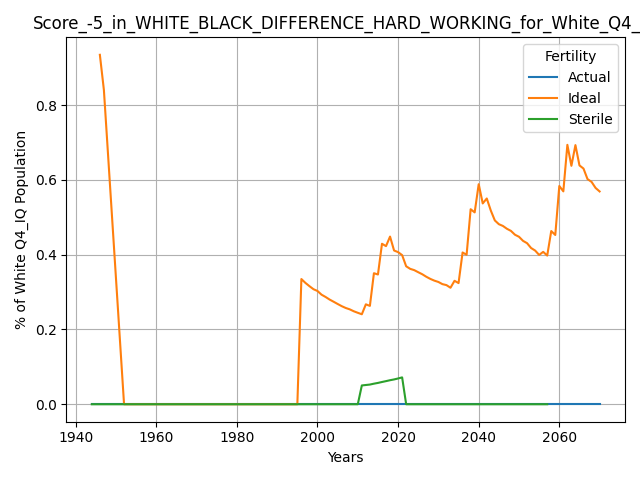 Score_-5_in_WHITE_BLACK_DIFFERENCE_HARD_WORKING_for_White_Q4_
Fertility
Actual
Ideal
Sterile
% of White Q4_IQ Population
0.8
0.6
0.4
0.2
0.0
1940 1960 1980 2000 2020 2040 2060
Years